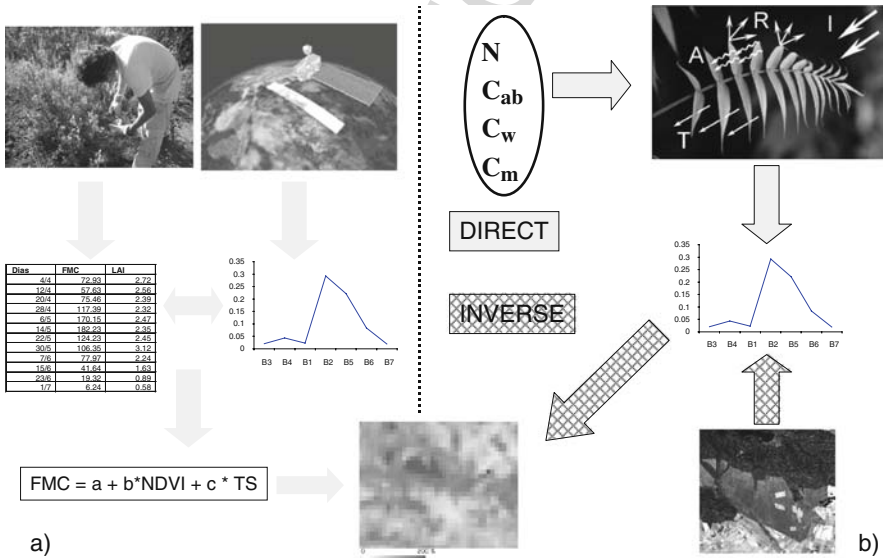 Dias FMC LAI
4/4 72.93 2.72
12/4 57.63 2.56
20/4 75.46 2.39
28/4 117.39 2.32
6/5 170.15 2.47
14/5 182.23 2.35
22/5 124.23 2.45
30/5 106.35 3.12
7/6 77.97 2.24
15/6 41.64 1.63
23/6 19.32 0.89
1/7 6.24 0.58
0.35
0.3
0.25
0.2
0.15
0.1
0.05
0
B3 B4 B1 B2 B5 B6 B7
FMC = a + b*NDVI + c * TS
a)
0 200 %
N
Cab
Cw
Cm
A R I
T
DIRECT
INVERSE
0.35
0.3
0.25
0.2
0.15
0.1
0.05
0
B3 B4 B1 B2 B5 B6 B7
b)